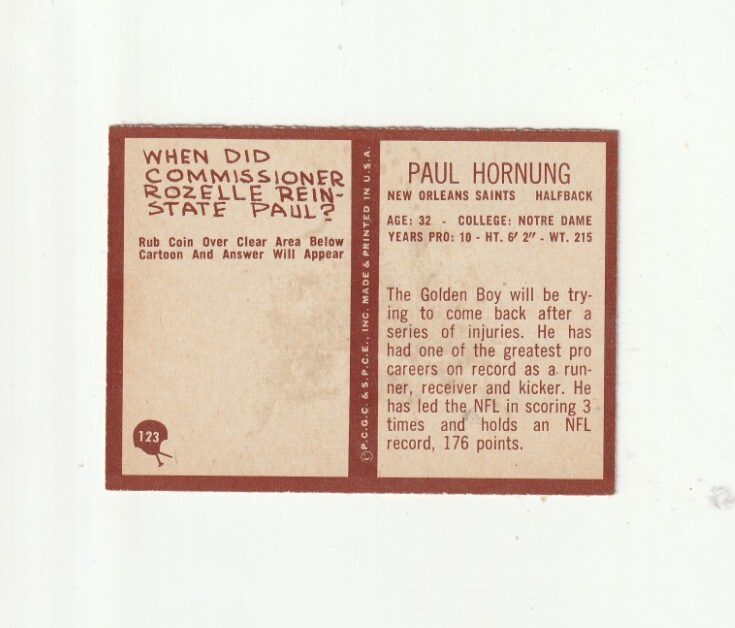 WHEN DID
COMMISSIONER
ROZELLE REIN-
STATE PAUL?
Rub Coin Over Clear Area Below
Cartoon And Answer Will Appear
123
©P.C.G.C. & S.P.C.E., INC. MADE & PRINTED IN U.S.A.
PAUL HORNUNG
NEW ORLEANS SAINTS HALFBACK
AGE: 32 - COLLEGE: NOTRE DAME
YEARS PRO: 10 - HT. 6' 2" - WT. 215
The Golden Boy will be try-
ing to come back after a
series of injuries. He has
had one of the greatest pro
careers on record as a run-
ner, receiver and kicker. He
has led the NFL in scoring 3
times and holds an NFL
record, 176 points.